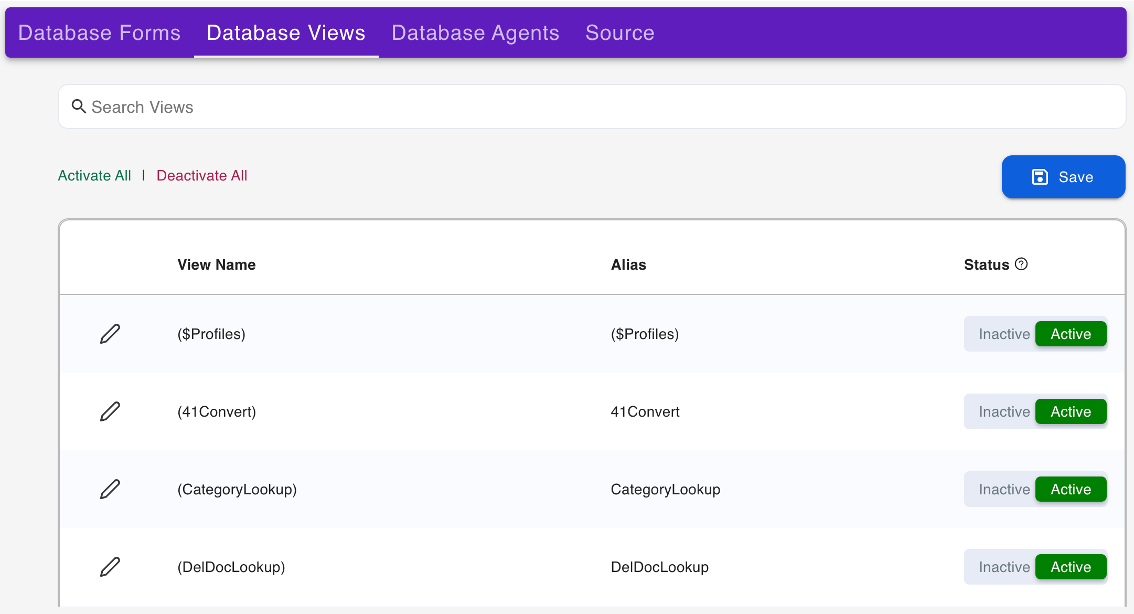 Database Forms Database Views Database Agents Source
Search Views
Activate All | Deactivate All
Save
View Name Alias Status
($Profiles) ($Profiles) Inactive Active
(41Convert) 41Convert Inactive Active
(CategoryLookup) CategoryLookup Inactive Active
(DelDocLookup) DelDocLookup Inactive Active